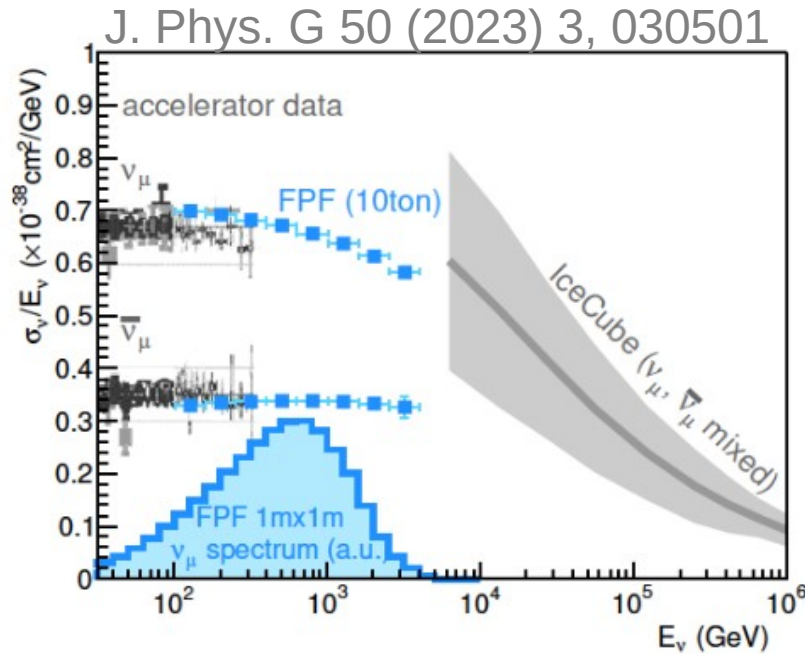 J. Phys. G 50 (2023) 3, 030501
σν/Eν (×10⁻³⁸cm²/GeV)
1
0.9
0.8
0.7
0.6
0.5
0.4
0.3
0.2
0.1
0
accelerator data
νμ
FPF (10ton)
ν̄μ
IceCube (νμ, ν̄μ mixed)
FPF 1mx1m
νμ spectrum (a.u.)
10²
10³
10⁴
10⁵
10⁶
Eν (GeV)